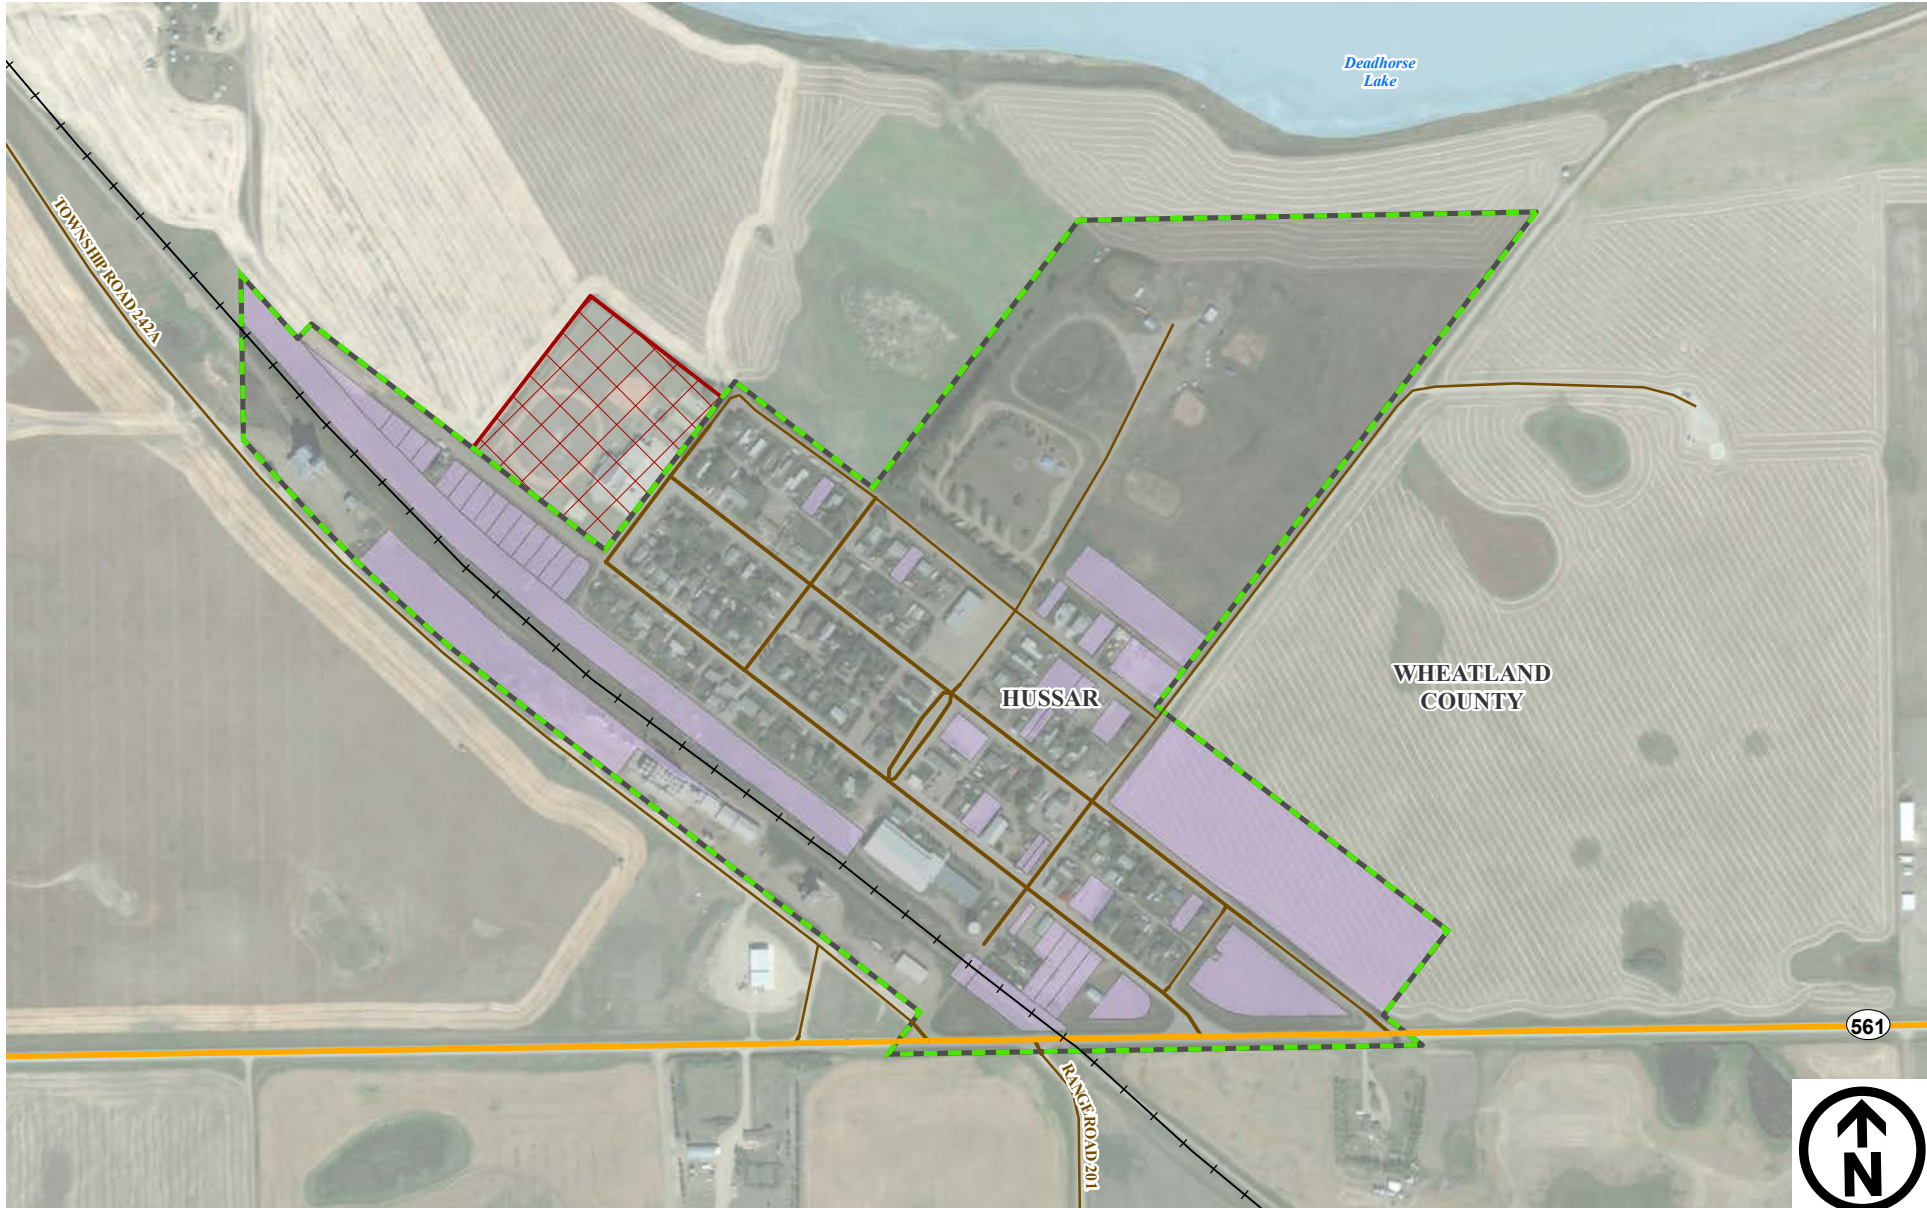 Deadhorse
Lake
TOWNSHIP ROAD 242A
HUSSAR
WHEATLAND
COUNTY
561
RANGE ROAD 201
N